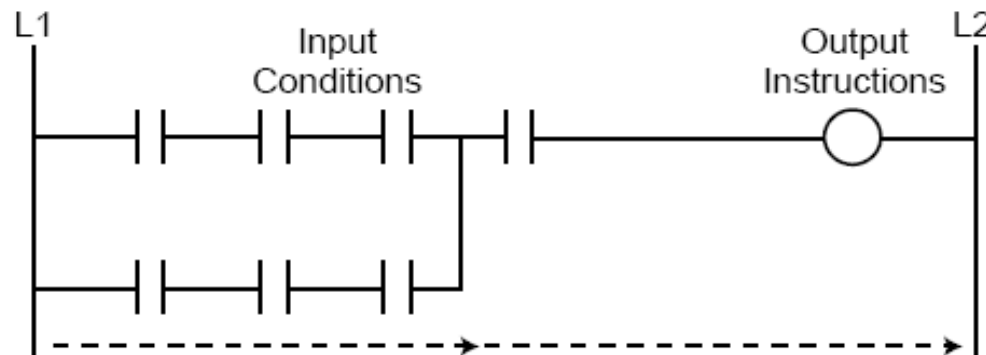 L1
Input
Conditions
Output
Instructions
L2